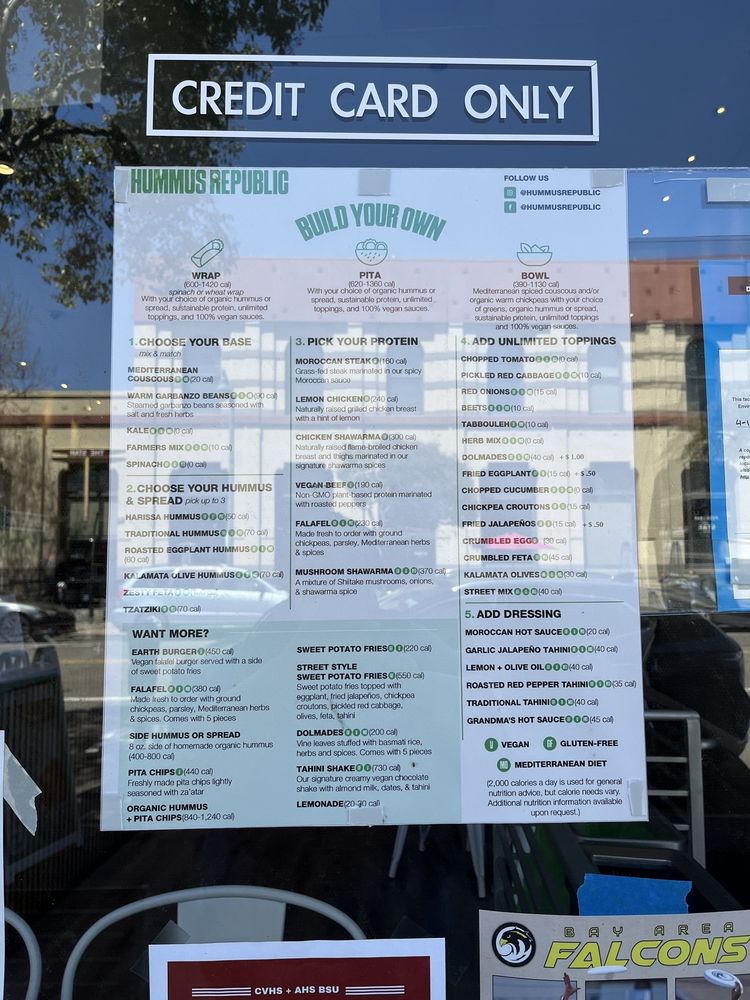 CREDIT CARD ONLY
HUMMUS REPUBLIC
FOLLOW US
@HUMMUSREPUBLIC
@HUMMUSREPUBLIC
BUILD YOUR OWN
WRAP
(600-1420 cal)
spinach or wheat wrap
With your choice of organic hummus or
spread, sustainable protein, unlimited
toppings, and 100% vegan sauces.
PITA
(620-1360 cal)
With your choice of organic hummus or
spread, sustainable protein, unlimited
toppings, and 100% vegan sauces.
BOWL
(390-1130 cal)
Mediterranean spiced couscous and/or
organic warm chickpeas with your choice
of greens, organic hummus or spread,
sustainable protein, unlimited toppings
and 100% vegan sauces.
1. CHOOSE YOUR BASE
mix & match
MEDITERRANEAN
COUSCOUS (20 cal)
WARM GARBANZO BEANS (90 cal)
Steamed garbanzo beans seasoned with
salt and fresh herbs
KALE (0 cal)
FARMERS MIX (10 cal)
SPINACH (0 cal)
2. CHOOSE YOUR HUMMUS
& SPREAD pick up to 3
HARISSA HUMMUS (50 cal)
TRADITIONAL HUMMUS (70 cal)
ROASTED EGGPLANT HUMMUS
(60 cal)
KALAMATA OLIVE HUMMUS (70 cal)
ZESTY FETA
TZATZIKI (70 cal)
3. PICK YOUR PROTEIN
MOROCCAN STEAK (160 cal)
Grass-fed steak marinated in our spicy
Moroccan sauce
LEMON CHICKEN (240 cal)
Naturally raised grilled chicken breast
with a hint of lemon
CHICKEN SHAWARMA (300 cal)
Naturally raised flame-broiled chicken
breast and thighs marinated in our
signature shawarma spices
VEGAN BEEF (190 cal)
Non-GMO plant-based protein marinated
with roasted peppers
FALAFEL (230 cal)
Made fresh to order with ground
chickpeas, parsley, Mediterranean herbs
& spices
MUSHROOM SHAWARMA (370 cal)
A mixture of Shiitake mushrooms, onions,
& shawarma spice
4. ADD UNLIMITED TOPPINGS
CHOPPED TOMATO (0 cal)
PICKLED RED CABBAGE (10 cal)
RED ONIONS (15 cal)
BEETS (10 cal)
TABBOULEH (10 cal)
HERB MIX (0 cal)
DOLMADES (40 cal) + $1.00
FRIED EGGPLANT (15 cal) + $.50
CHOPPED CUCUMBER (0 cal)
CHICKPEA CROUTONS (15 cal)
FRIED JALAPEÑOS (15 cal) + $.50
CRUMBLED EGG (30 cal)
CRUMBLED FETA (45 cal)
KALAMATA OLIVES (30 cal)
STREET MIX (40 cal)
5. ADD DRESSING
MOROCCAN HOT SAUCE (20 cal)
GARLIC JALAPEÑO TAHINI (40 cal)
LEMON + OLIVE OIL (40 cal)
ROASTED RED PEPPER TAHINI (35 cal)
TRADITIONAL TAHINI (40 cal)
GRANDMA'S HOT SAUCE (45 cal)
V VEGAN GF GLUTEN-FREE
MD MEDITERRANEAN DIET
(2,000 calories a day is used for general
nutrition advice, but calorie needs vary.
Additional nutrition information available
upon request.)
WANT MORE?
EARTH BURGER (450 cal)
Vegan falafel burger served with a side
of sweet potato fries
FALAFEL (380 cal)
Made fresh to order with ground
chickpeas, parsley, Mediterranean herbs
& spices. Comes with 5 pieces
SIDE HUMMUS OR SPREAD
8 oz. side of homemade organic hummus
(400-800 cal)
PITA CHIPS (440 cal)
Freshly made pita chips lightly
seasoned with za'atar
ORGANIC HUMMUS
+ PITA CHIPS (840-1,240 cal)
SWEET POTATO FRIES (220 cal)
STREET STYLE
SWEET POTATO FRIES (550 cal)
Sweet potato fries topped with
eggplant, fried jalapeños, chickpea
croutons, pickled red cabbage,
olives, feta, tahini
DOLMADES (200 cal)
Vine leaves stuffed with basmati rice,
herbs and spices. Comes with 5 pieces
TAHINI SHAKE (730 cal)
Our signature creamy vegan chocolate
shake with almond milk, dates, & tahini
LEMONADE (20-30 cal)
CVHS + AHS BSU
BAY AREA
FALCONS